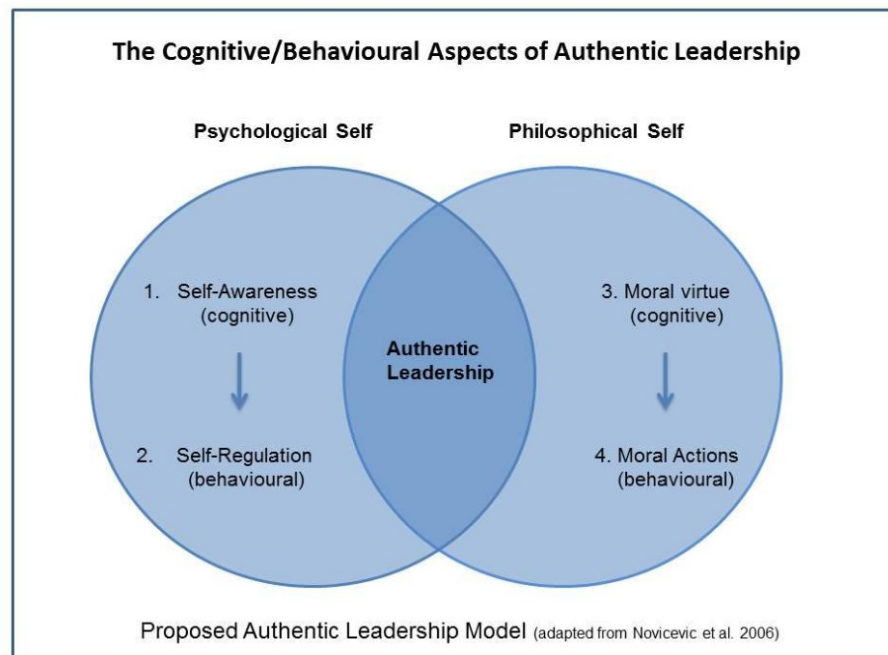 The Cognitive/Behavioural Aspects of Authentic Leadership
Psychological Self
Philosophical Self
1. Self-Awareness
(cognitive)
2. Self-Regulation
(behavioural)
Authentic
Leadership
3. Moral virtue
(cognitive)
4. Moral Actions
(behavioural)
Proposed Authentic Leadership Model (adapted from Novicevic et al. 2006)